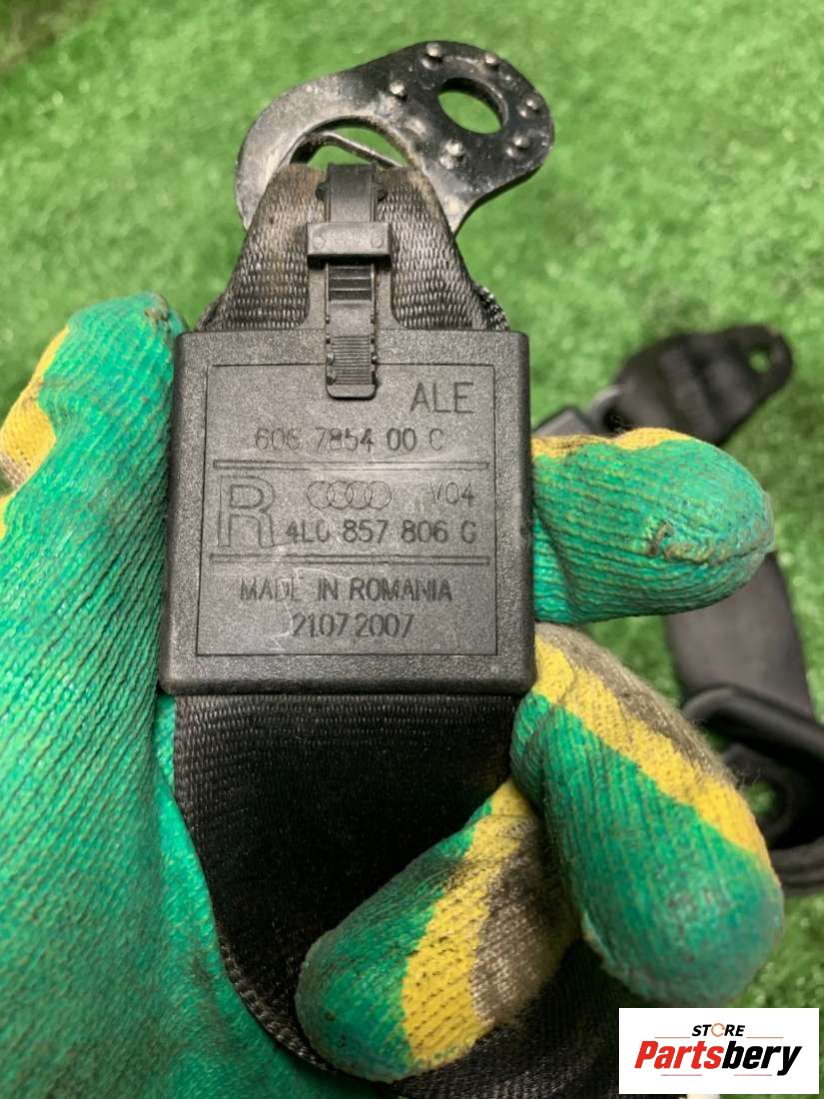 ALE
606 7854 00 C
R V04
4L0 857 806 G
MADE IN ROMANIA
21.07.2007
STORE
Partsbery